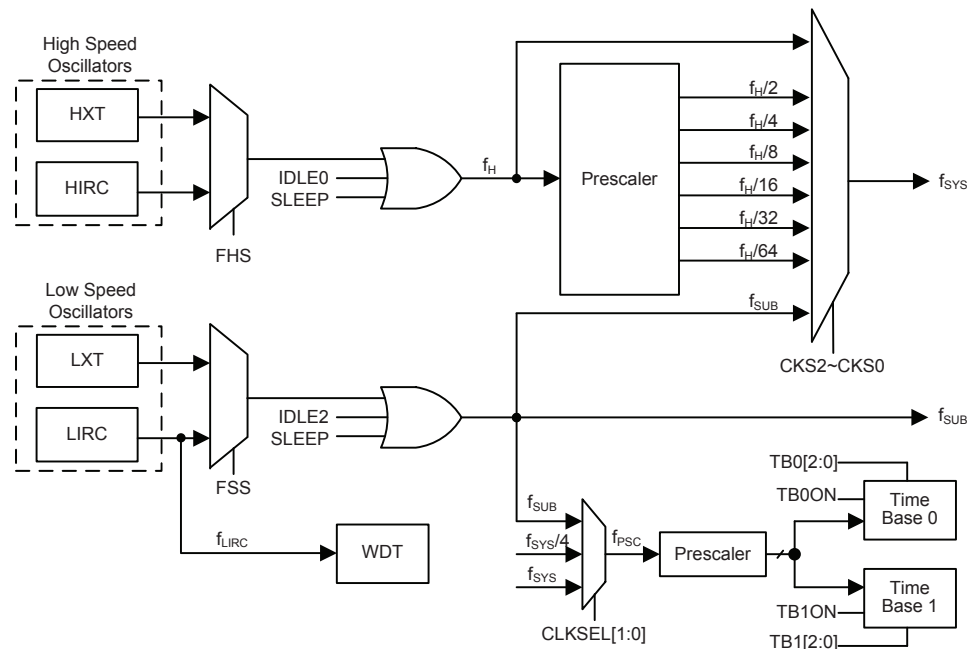 High Speed
Oscillators
HXT
HIRC
FHS
IDLE0
SLEEP
fH
Prescaler
fH/2
fH/4
fH/8
fH/16
fH/32
fH/64
fSUB
CKS2~CKS0
fSYS
Low Speed
Oscillators
LXT
LIRC
FSS
IDLE2
SLEEP
fSUB
fLIRC
WDT
fSUB
fSYS/4
fSYS
CLKSEL[1:0]
fPSC
Prescaler
TB0[2:0]
TB0ON
Time
Base 0
Time
Base 1
TB1ON
TB1[2:0]